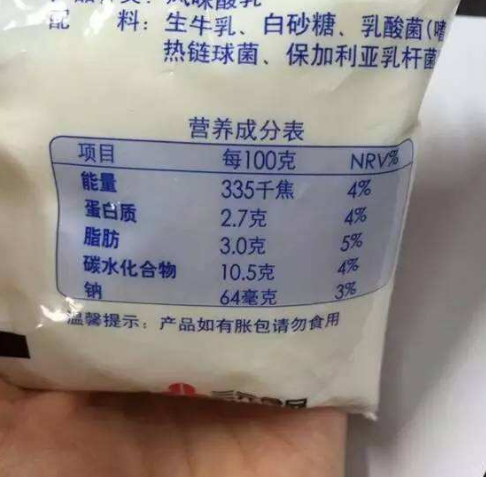 风味酸乳
配 料：生牛乳、白砂糖、乳酸菌(嗜
热链球菌、保加利亚乳杆菌
营养成分表
项目 每100克 NRV%
能量 335千焦 4%
蛋白质 2.7克 4%
脂肪 3.0克 5%
碳水化合物 10.5克 4%
钠 64毫克 3%
温馨提示：产品如有胀包请勿食用